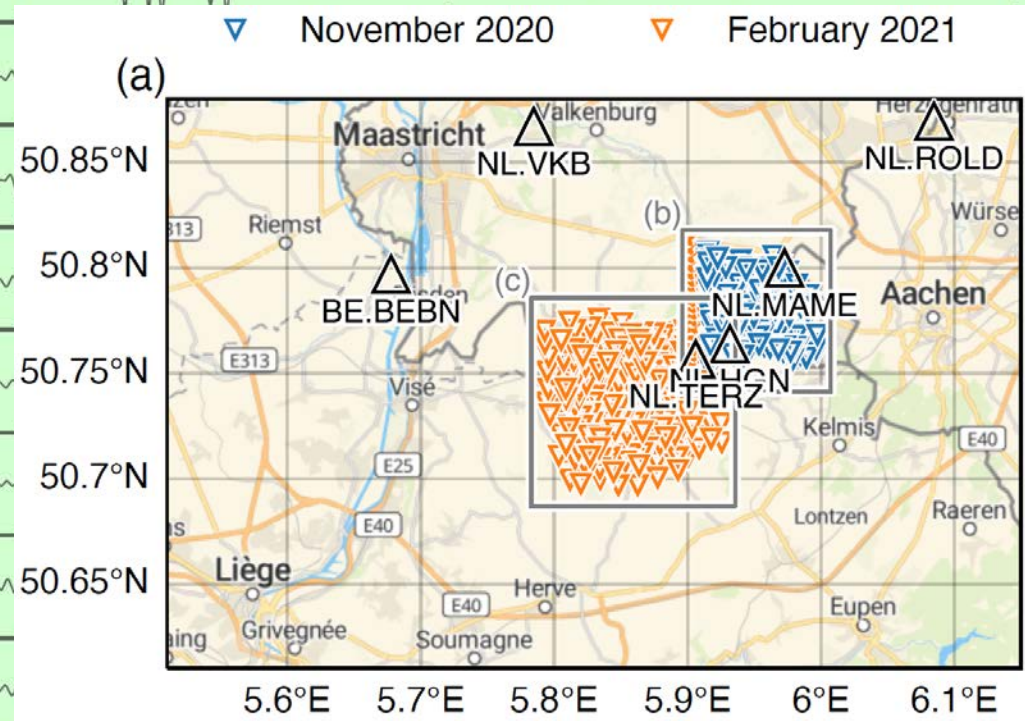 November 2020 February 2021
(a)
Maastricht
Valkenburg
NL.VKB
NL.ROLD
50.85°N
Riemst
Würse
(b)
50.8°N
(c)
BE.BEBN
NL.MAME
Aachen
E313
50.75°N
Visé
NL.TERZ
Kelmis
E40
50.7°N
E25
Lontzen
Raeren
E40
Liège
50.65°N
Herve
E40
Eupen
Grivegnée
Soumagne
aing
5.6°E 5.7°E 5.8°E 5.9°E 6°E 6.1°E